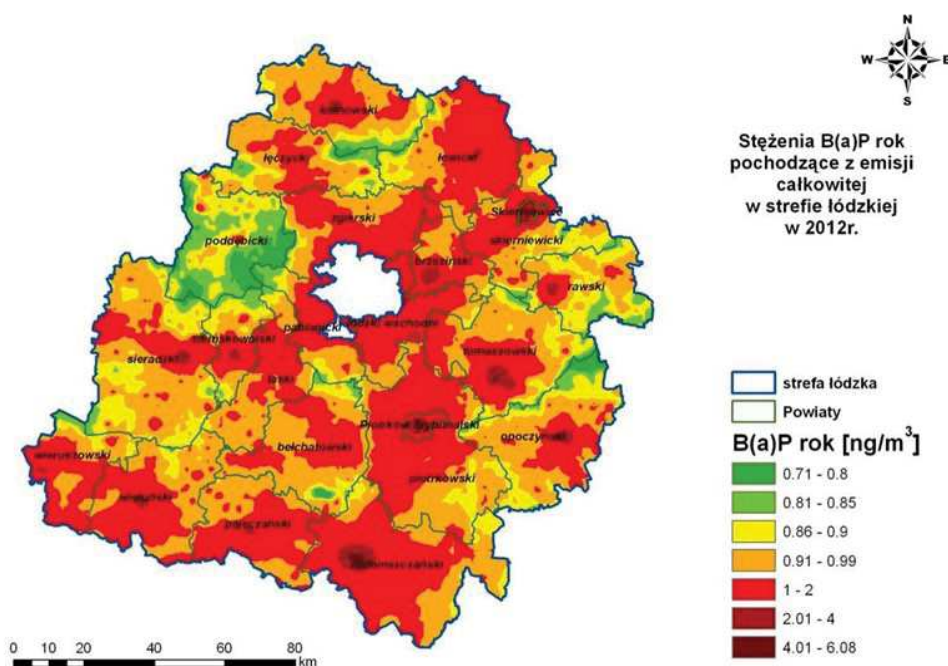 N
W E
S
Stężenia B(a)P rok
pochodzące z emisji
całkowitej
w strefie łódzkiej
w 2012r.
kutnowski
łęczycki
łowicki
zgierski
Skierniewice
skierniewicki
poddębicki
brzeziński
rawski
pabianicki
łódzki wschodni
zduńskowolski
sieradzki
tomaszowski
łaski
Piotrków Trybunalski
opoczyński
bełchatowski
wieruszowski
piotrkowski
wieluński
pajęczański
radomszczański
strefa łódzka
Powiaty
B(a)P rok [ng/m³]
0.71 - 0.8
0.81 - 0.85
0.86 - 0.9
0.91 - 0.99
1 - 2
2.01 - 4
4.01 - 6.08
0 10 20 40 60 80
km